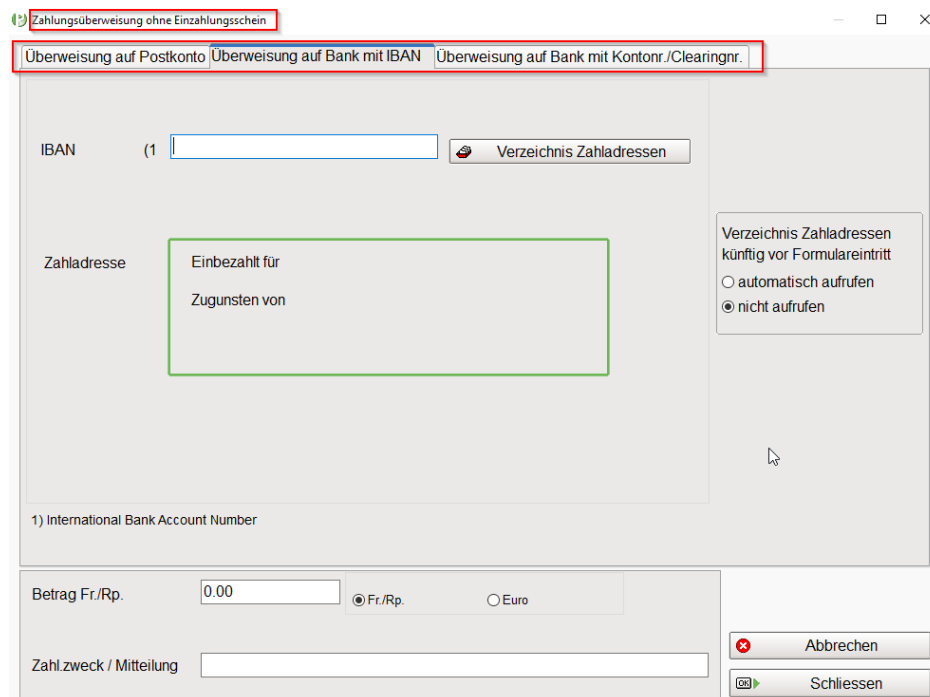 Zahlungsüberweisung ohne Einzahlungsschein
Überweisung auf Postkonto Überweisung auf Bank mit IBAN Überweisung auf Bank mit Kontonr./Clearingnr.
IBAN (1 Verzeichnis Zahladressen
Verzeichnis Zahladressen
künftig vor Formulareintritt
automatisch aufrufen
nicht aufrufen
Zahladresse Einbezahlt für
Zugunsten von
1) International Bank Account Number
Betrag Fr./Rp. 0.00 Fr./Rp. Euro
Zahl.zweck / Mitteilung
Abbrechen
OK Schliessen